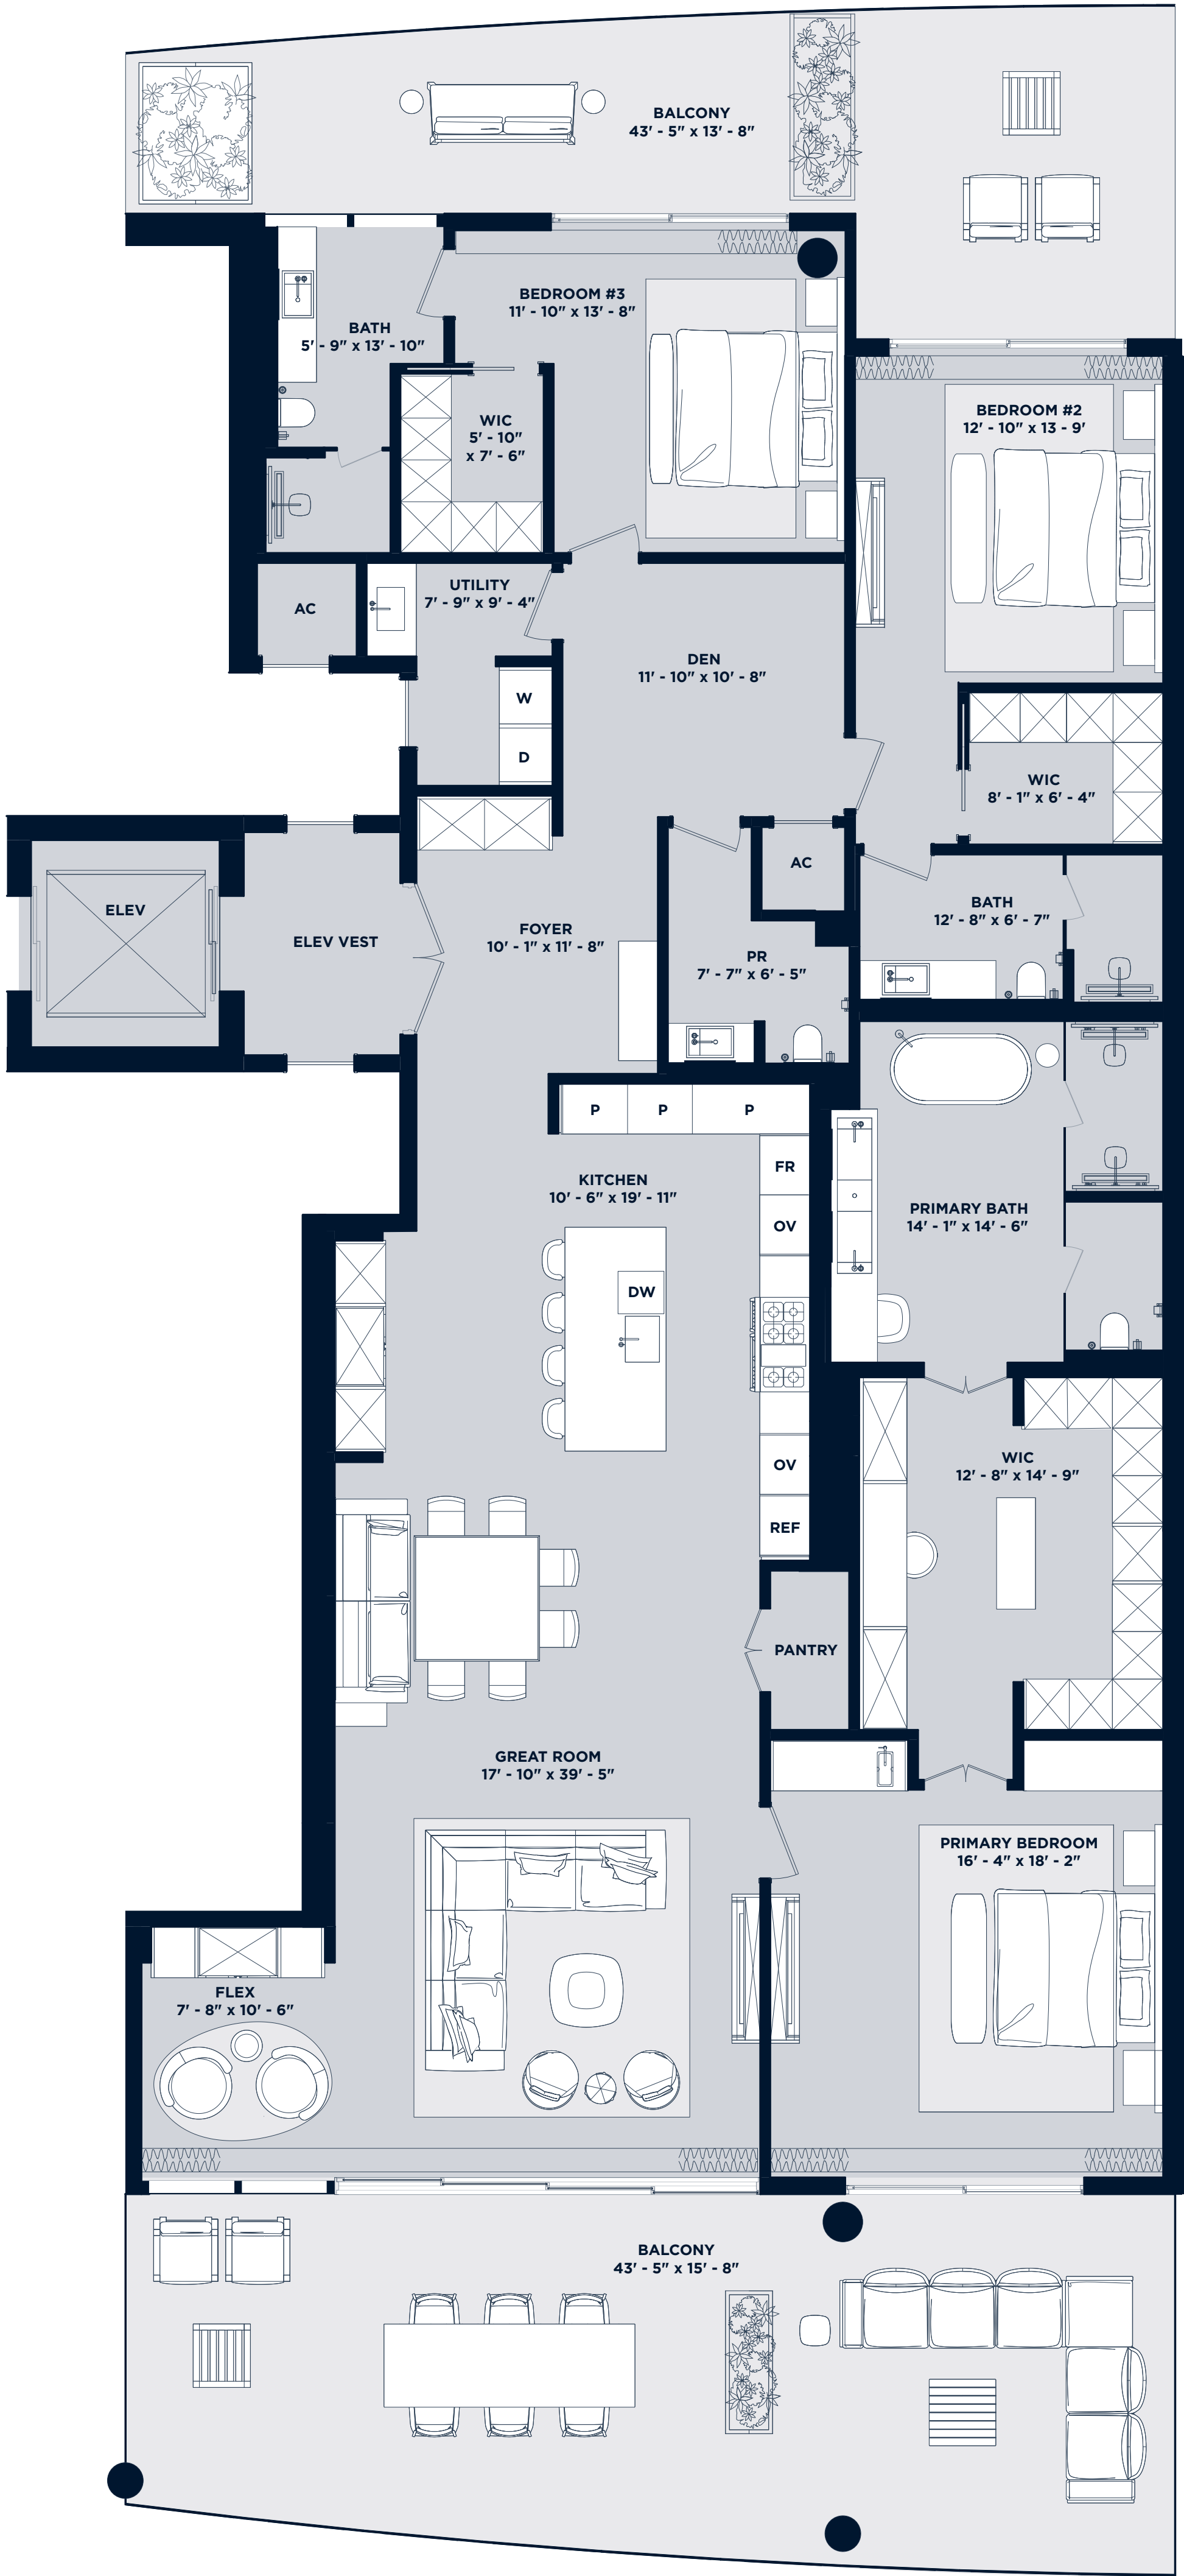 BALCONY
43' - 5" x 13' - 8"
BEDROOM #3
11' - 10" x 13' - 8"
BATH
5' - 9" x 13' - 10"
WIC
5' - 10"
x 7' - 6"
BEDROOM #2
12' - 10" x 13 - 9'
UTILITY
7' - 9" x 9' - 4"
AC
DEN
11' - 10" x 10' - 8"
W
D
WIC
8' - 1" x 6' - 4"
AC
ELEV
ELEV VEST
FOYER
10' - 1" x 11' - 8"
BATH
12' - 8" x 6' - 7"
PR
7' - 7" x 6' - 5"
P
P
P
FR
KITCHEN
10' - 6" x 19' - 11"
OV
PRIMARY BATH
14' - 1" x 14' - 6"
DW
OV
WIC
12' - 8" x 14' - 9"
REF
PANTRY
GREAT ROOM
17' - 10" x 39' - 5"
PRIMARY BEDROOM
16' - 4" x 18' - 2"
FLEX
7' - 8" x 10' - 6"
BALCONY
43' - 5" x 15' - 8"